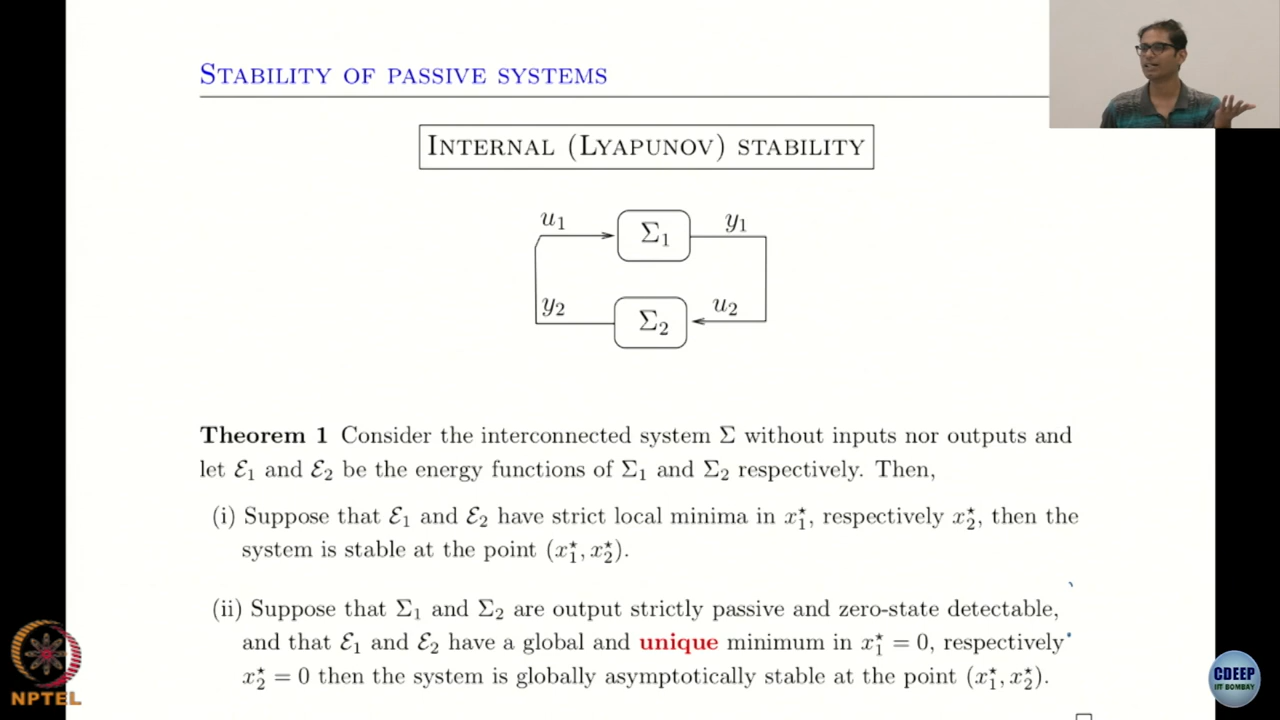 STABILITY OF PASSIVE SYSTEMS
INTERNAL (LYAPUNOV) STABILITY
u₁ Σ₁ y₁
y₂ Σ₂ u₂
Theorem 1 Consider the interconnected system Σ without inputs nor outputs and
let ℰ₁ and ℰ₂ be the energy functions of Σ₁ and Σ₂ respectively. Then,
(i) Suppose that ℰ₁ and ℰ₂ have strict local minima in x₁⋆, respectively x₂⋆, then the
system is stable at the point (x₁⋆, x₂⋆).
(ii) Suppose that Σ₁ and Σ₂ are output strictly passive and zero-state detectable,
and that ℰ₁ and ℰ₂ have a global and unique minimum in x₁⋆ = 0, respectively
x₂⋆ = 0 then the system is globally asymptotically stable at the point (x₁⋆, x₂⋆).
NPTEL
CDEEP
IIT BOMBAY